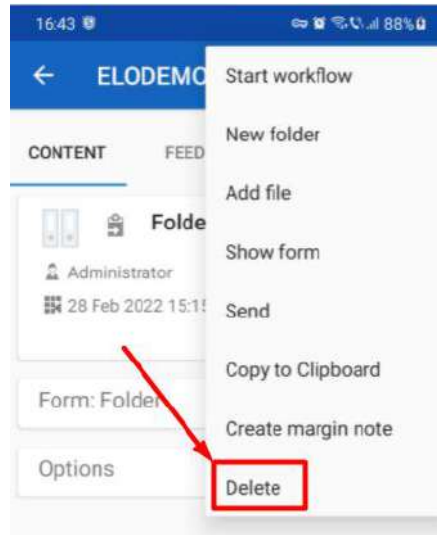 16:43 88%
ELODEMO
Start workflow
New folder
CONTENT FEED
Add file
Folde
Show form
Administrator
28 Feb 2022 15:15
Send
Copy to Clipboard
Form: Folder
Create margin note
Options
Delete